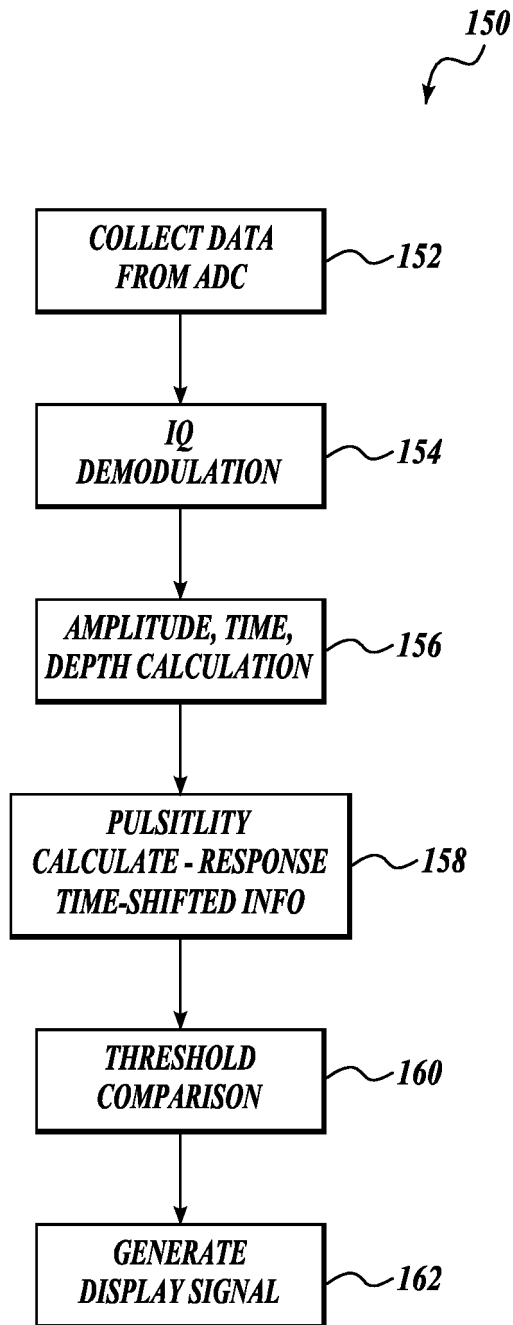 150
COLLECT DATA
FROM ADC
152
IQ
DEMODULATION
154
AMPLITUDE, TIME,
DEPTH CALCULATION
156
PULSITLITY
CALCULATE - RESPONSE
TIME-SHIFTED INFO
158
THRESHOLD
COMPARISON
160
GENERATE
DISPLAY SIGNAL
162